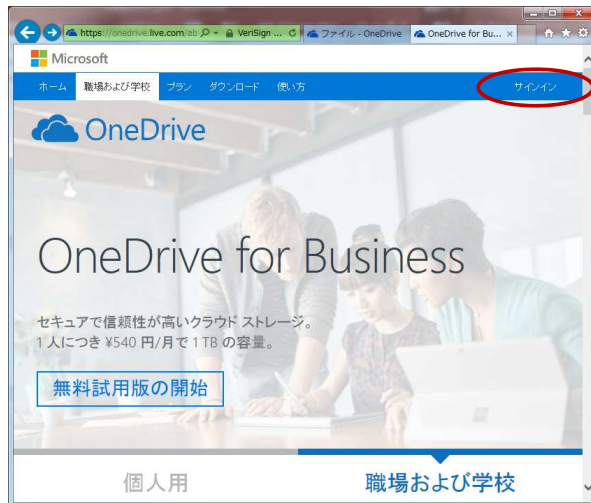 https://onedrive.live.com/ab
VeriSign ...
ファイル - OneDrive
OneDrive for Bu...
Microsoft
ホーム 職場および学校 プラン ダウンロード 使い方 サインイン
OneDrive
OneDrive for Business
セキュアで信頼性が高いクラウド ストレージ。
1 人につき ¥540 円/月で 1 TB の容量。
無料試用版の開始
個人用 職場および学校